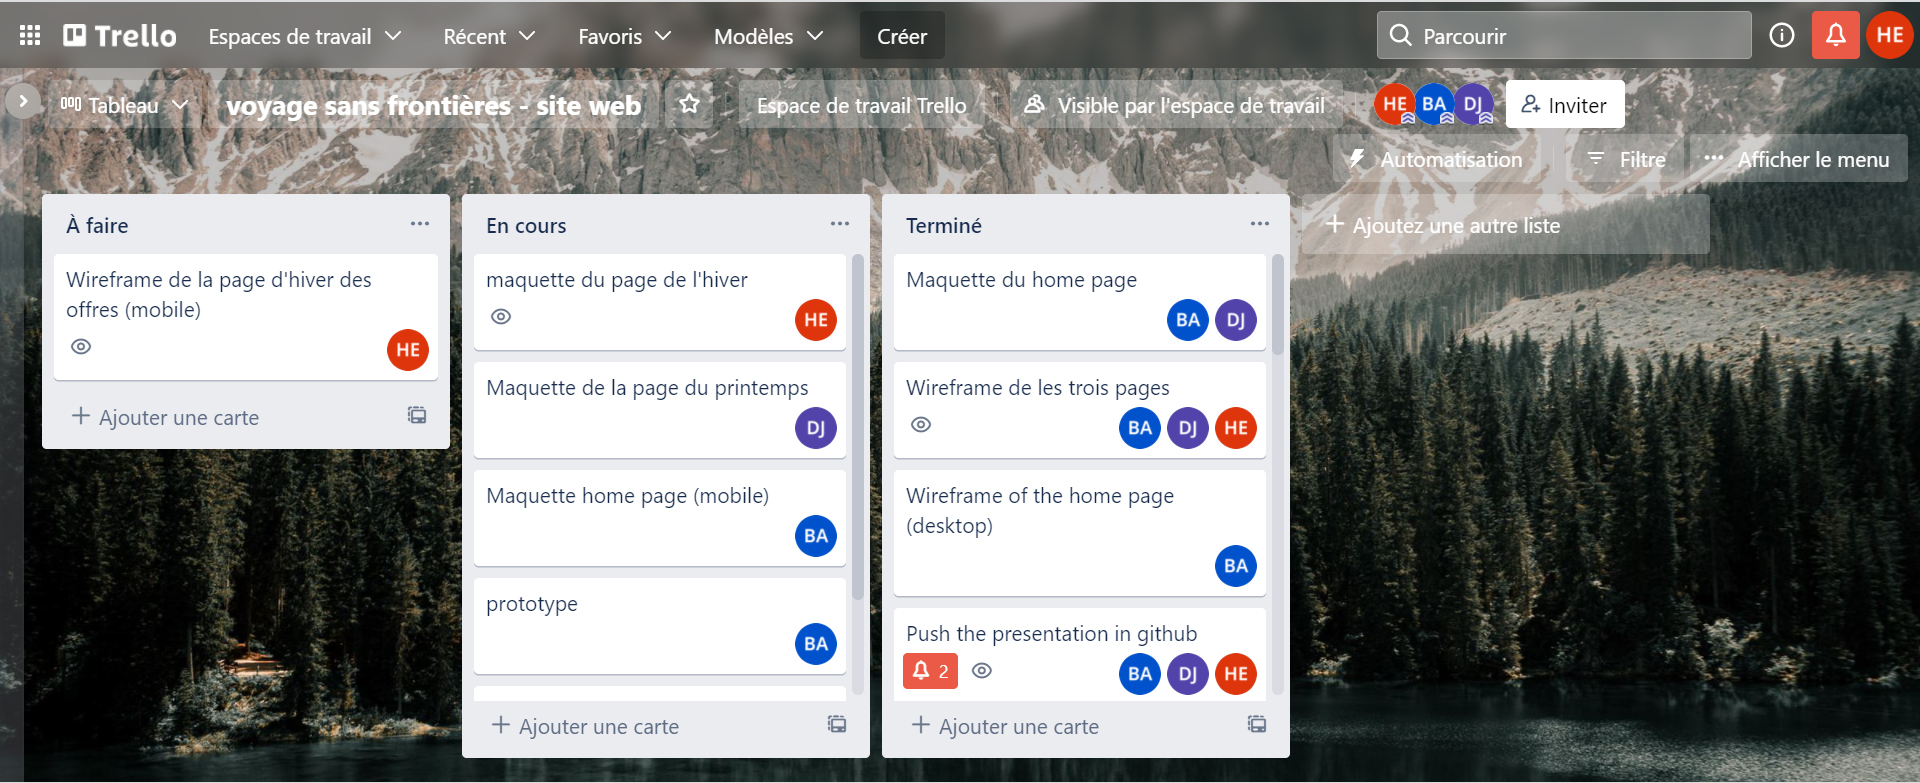 Trello
Espaces de travail
Récent
Favoris
Modèles
Créer
Parcourir
HE
Tableau
voyage sans frontières - site web
Espace de travail Trello
Visible par l'espace de travail
HE
BA
DJ
Inviter
Automatisation
Filtre
Afficher le menu
À faire
Wireframe de la page d'hiver des
offres (mobile)
HE
Ajouter une carte
En cours
maquette du page de l'hiver
HE
Maquette de la page du printemps
DJ
Maquette home page (mobile)
BA
prototype
BA
Ajouter une carte
Terminé
Maquette du home page
BA DJ
Wireframe de les trois pages
BA DJ HE
Wireframe of the home page
(desktop)
BA
Push the presentation in github
2
BA DJ HE
Ajouter une carte
Ajoutez une autre liste